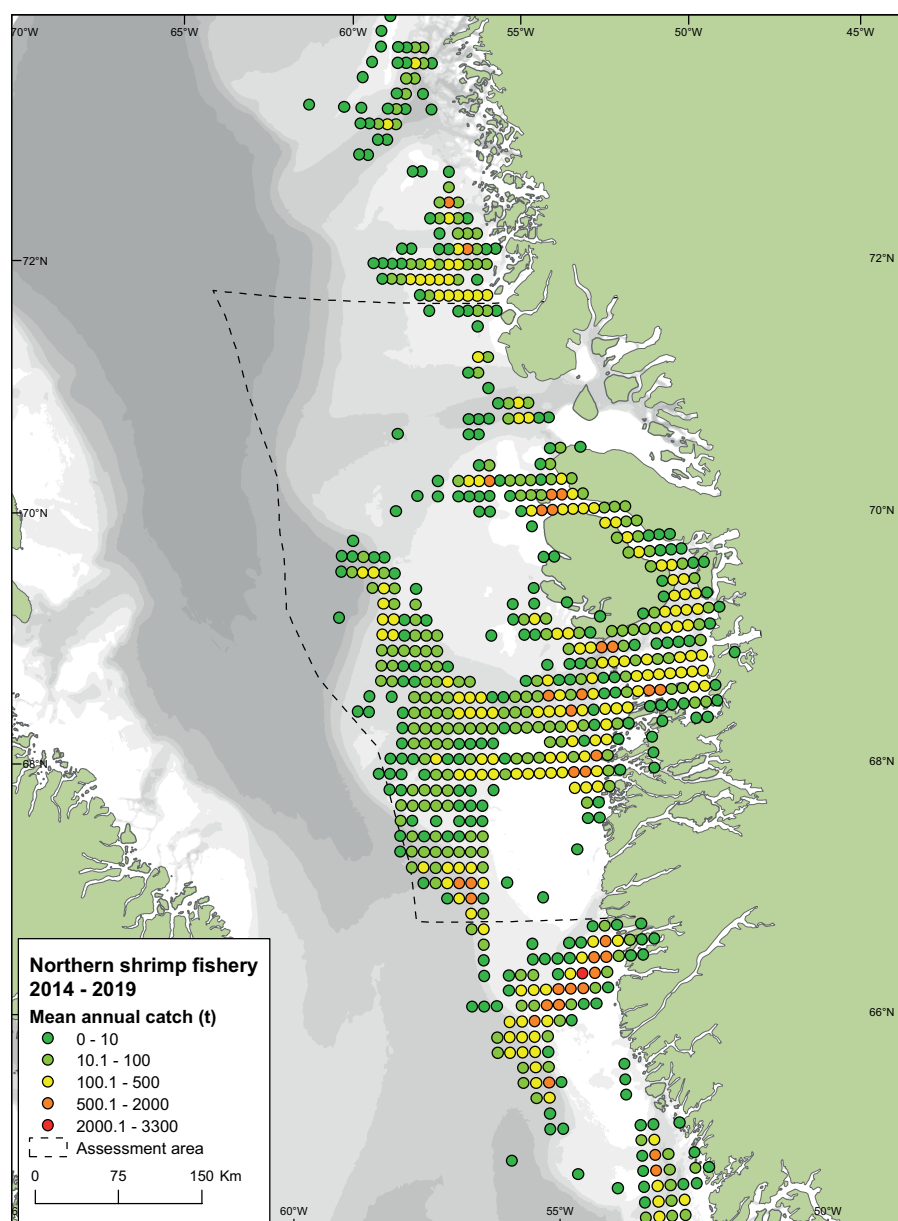 70°W 65°W 60°W 55°W 50°W 45°W
72°N 72°N
70°N 70°N
68°N 68°N
66°N
Northern shrimp fishery
2014 - 2019
Mean annual catch (t)
0 - 10
10.1 - 100
100.1 - 500
500.1 - 2000
2000.1 - 3300
Assessment area
0 75 150 Km
60°W 55°W 50°W